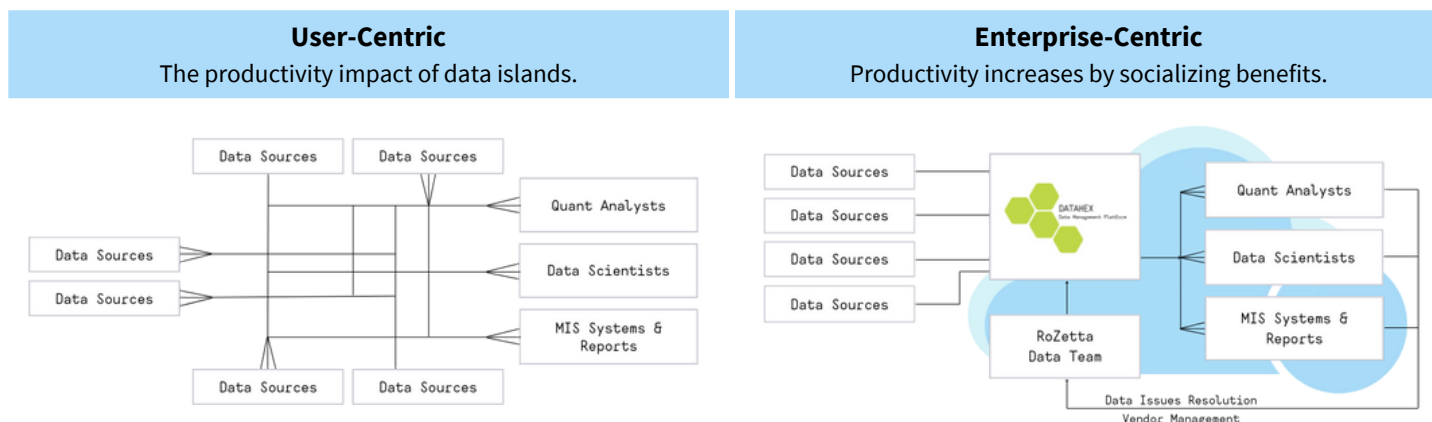 User-Centric
The productivity impact of data islands.
Data Sources
Data Sources
Quant Analysts
Data Sources
Data Scientists
Data Sources
MIS Systems &
Reports
Data Sources
Data Sources
Enterprise-Centric
Productivity increases by socializing benefits.
Data Sources
Data Sources
Data Sources
Data Sources
DATAHEX
Data Management Platform
RoZetta
Data Team
Quant Analysts
Data Scientists
MIS Systems &
Reports
Data Issues Resolution
Vendor Management